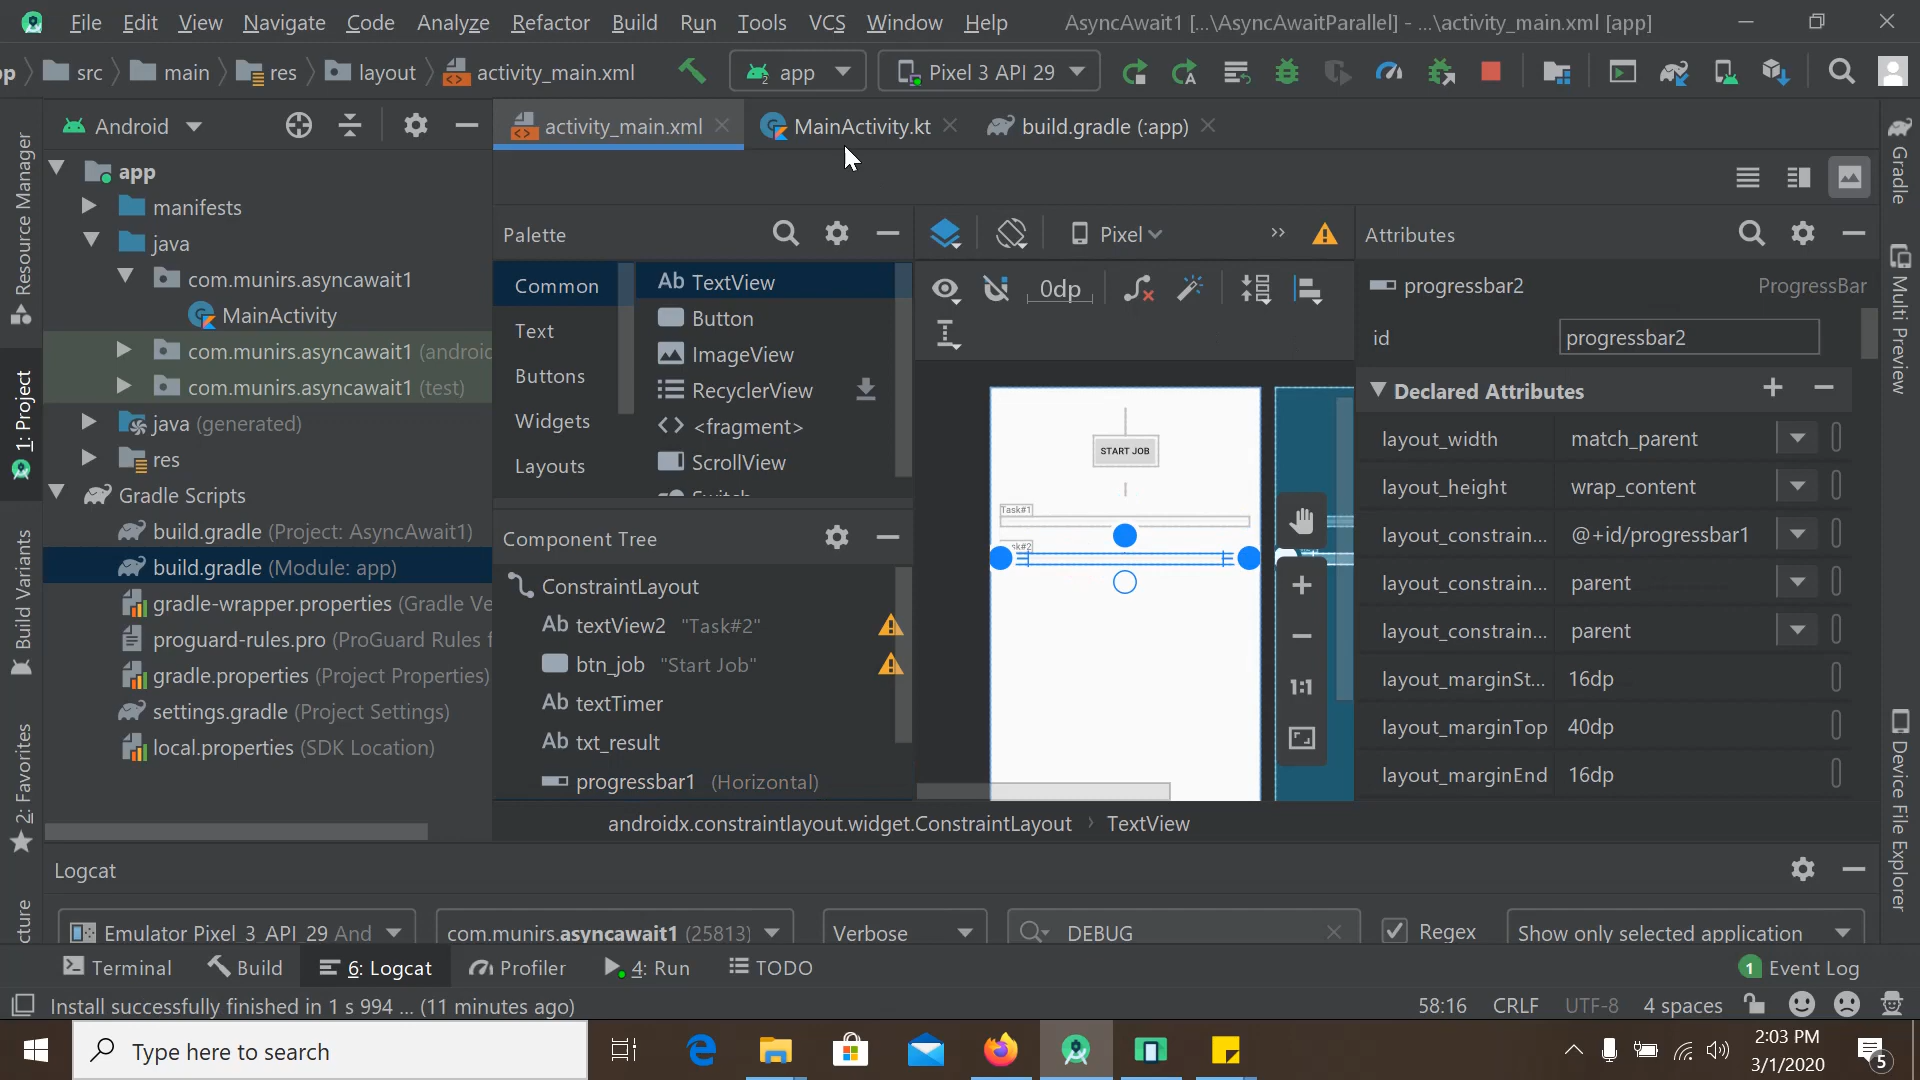 File Edit View Navigate Code Analyze Refactor Build Run Tools VCS Window Help AsyncAwait1 [...\AsyncAwaitParallel] - ...\activity_main.xml [app]
src main res layout activity_main.xml app Pixel 3 API 29
Android
activity_main.xml MainActivity.kt build.gradle (:app)
app
manifests
java
com.munirs.asyncawait1
MainActivity
com.munirs.asyncawait1
com.munirs.asyncawait1 (test)
java (generated)
res
Gradle Scripts
build.gradle (Project: AsyncAwait1)
build.gradle (Module: app)
gradle-wrapper.properties (Gradle Ve
proguard-rules.pro (ProGuard Rules f
gradle.properties (Project Properties)
settings.gradle (Project Settings)
local.properties (SDK Location)
Resource Manager
1: Project
Build Variants
2: Favorites
Palette
Common
Text
Buttons
Widgets
Layouts
Ab TextView
Button
ImageView
RecyclerView
<fragment>
ScrollView
Switch
Component Tree
ConstraintLayout
Ab textView2 "Task#2"
btn_job "Start Job"
Ab textTimer
Ab txt_result
progressbar1 (Horizontal)
Pixel
0dp
START JOB
Task#1
1:1
Attributes
progressbar2 ProgressBar
id progressbar2
Declared Attributes
layout_width match_parent
layout_height wrap_content
layout_constrain... @+id/progressbar1
layout_constrain... parent
layout_constrain... parent
layout_marginSt... 16dp
layout_marginTop 40dp
layout_marginEnd 16dp
Gradle
Multi Preview
Device File Explorer
androidx.constraintlayout.widget.ConstraintLayout › TextView
Logcat
Emulator Pixel_3_API_29 And com.munirs.asyncawait1 (25813) Verbose DEBUG Regex Show only selected application
Terminal Build 6: Logcat Profiler 4: Run TODO 1 Event Log
Install successfully finished in 1 s 994 ... (11 minutes ago) 58:16 CRLF UTF-8 4 spaces
Type here to search
2:03 PM
3/1/2020
5